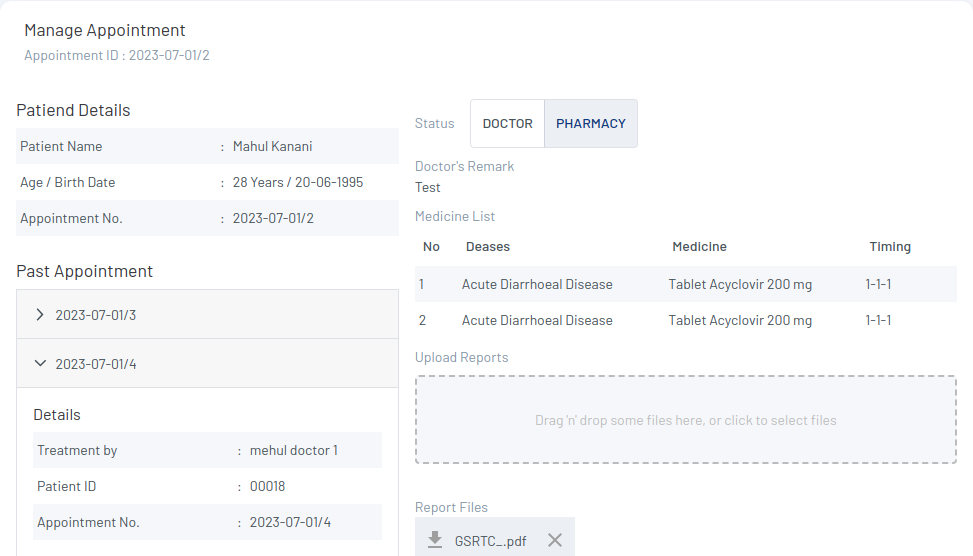 Manage Appointment
Appointment ID : 2023-07-01/2
Patiend Details
Patient Name : Mahul Kanani
Age / Birth Date : 28 Years / 20-06-1995
Appointment No. : 2023-07-01/2
Past Appointment
2023-07-01/3
2023-07-01/4
Details
Treatment by : mehul doctor 1
Patient ID : 00018
Appointment No. : 2023-07-01/4
Status DOCTOR PHARMACY
Doctor's Remark
Test
Medicine List
No Deases Medicine Timing
1 Acute Diarrhoeal Disease Tablet Acyclovir 200 mg 1-1-1
2 Acute Diarrhoeal Disease Tablet Acyclovir 200 mg 1-1-1
Upload Reports
Drag 'n' drop some files here, or click to select files
Report Files
GSRTC_.pdf